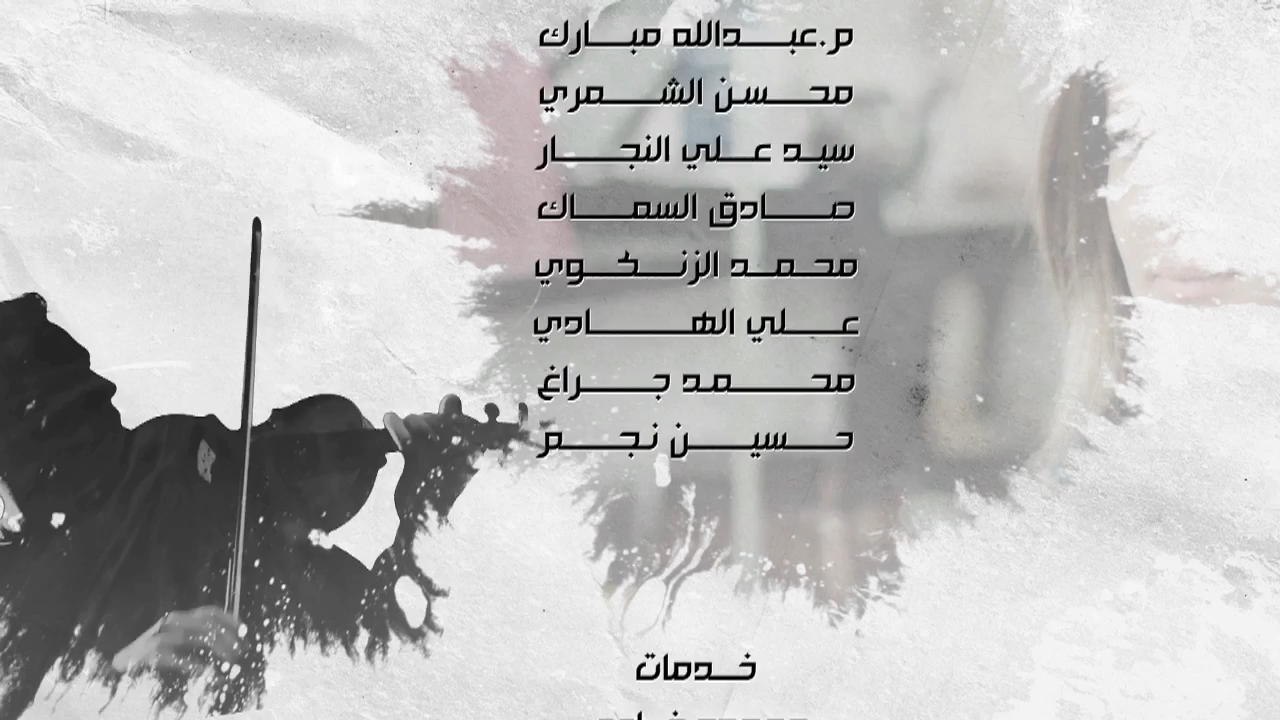 م.عبدالله مبارك
محسن الشمري
سيد علي النجار
صادق السماك
محمد الزنكوي
علي الهادي
محمد جراغ
حسين نجم
خدمات